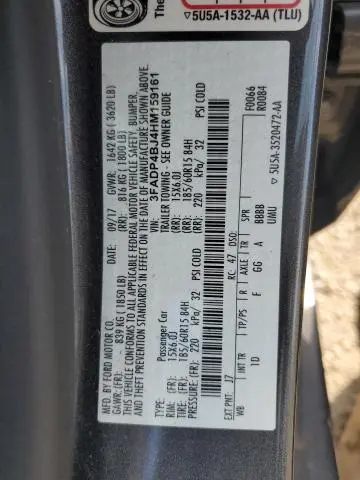 The
▽5U5A-1532-AA (TLU)
MFD. BY FORD MOTOR CO.
DATE: 09/17 GVWR: 1642 KG ( 3620 LB)
GAWR: (FR): 839 KG (1850 LB) (RR): 816 KG (1800 LB)
THIS VEHICLE CONFORMS TO ALL APPLICABLE FEDERAL MOTOR VEHICLE SAFETY, BUMPER,
AND THEFT PREVENTION STANDARDS IN EFFECT ON THE DATE OF MANUFACTURE SHOWN ABOVE.
VIN: 3FADP4BJ4HM159161
Passenger Car TRAILER TOWING - SEE OWNER GUIDE
RIM: (FR): 15X6.0J (RR): 15X6.0J
TIRE: (FR): 185/60R15 84H (RR): 185/60R15 84H
PRESSURE: (FR): 220 kPa/ 32 PSI COLD (RR): 220 kPa/ 32 PSI COLD
F0066
R0084
EXT PNT: J7 RC: 47 DSO:
WB INT TR TP/PS R AXLE TR SPR
1D F GG A BBBB
UMU ▽ 5U5A-3520472-AA